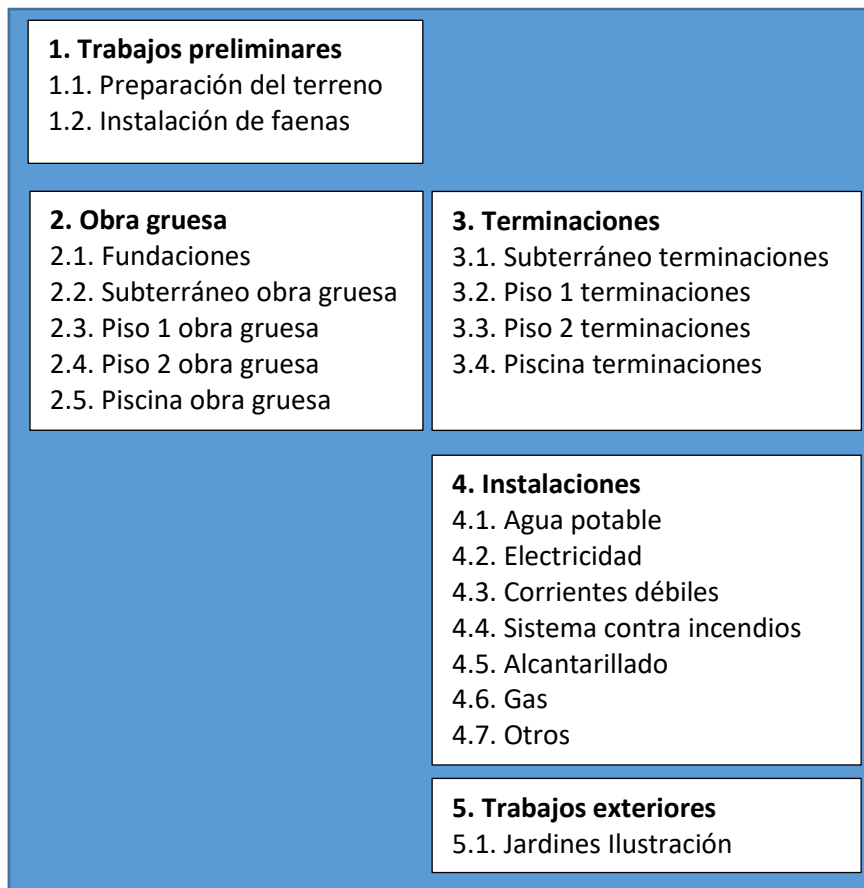 1. Trabajos preliminares
1.1. Preparación del terreno
1.2. Instalación de faenas
2. Obra gruesa
2.1. Fundaciones
2.2. Subterráneo obra gruesa
2.3. Piso 1 obra gruesa
2.4. Piso 2 obra gruesa
2.5. Piscina obra gruesa
3. Terminaciones
3.1. Subterráneo terminaciones
3.2. Piso 1 terminaciones
3.3. Piso 2 terminaciones
3.4. Piscina terminaciones
4. Instalaciones
4.1. Agua potable
4.2. Electricidad
4.3. Corrientes débiles
4.4. Sistema contra incendios
4.5. Alcantarillado
4.6. Gas
4.7. Otros
5. Trabajos exteriores
5.1. Jardines Ilustración